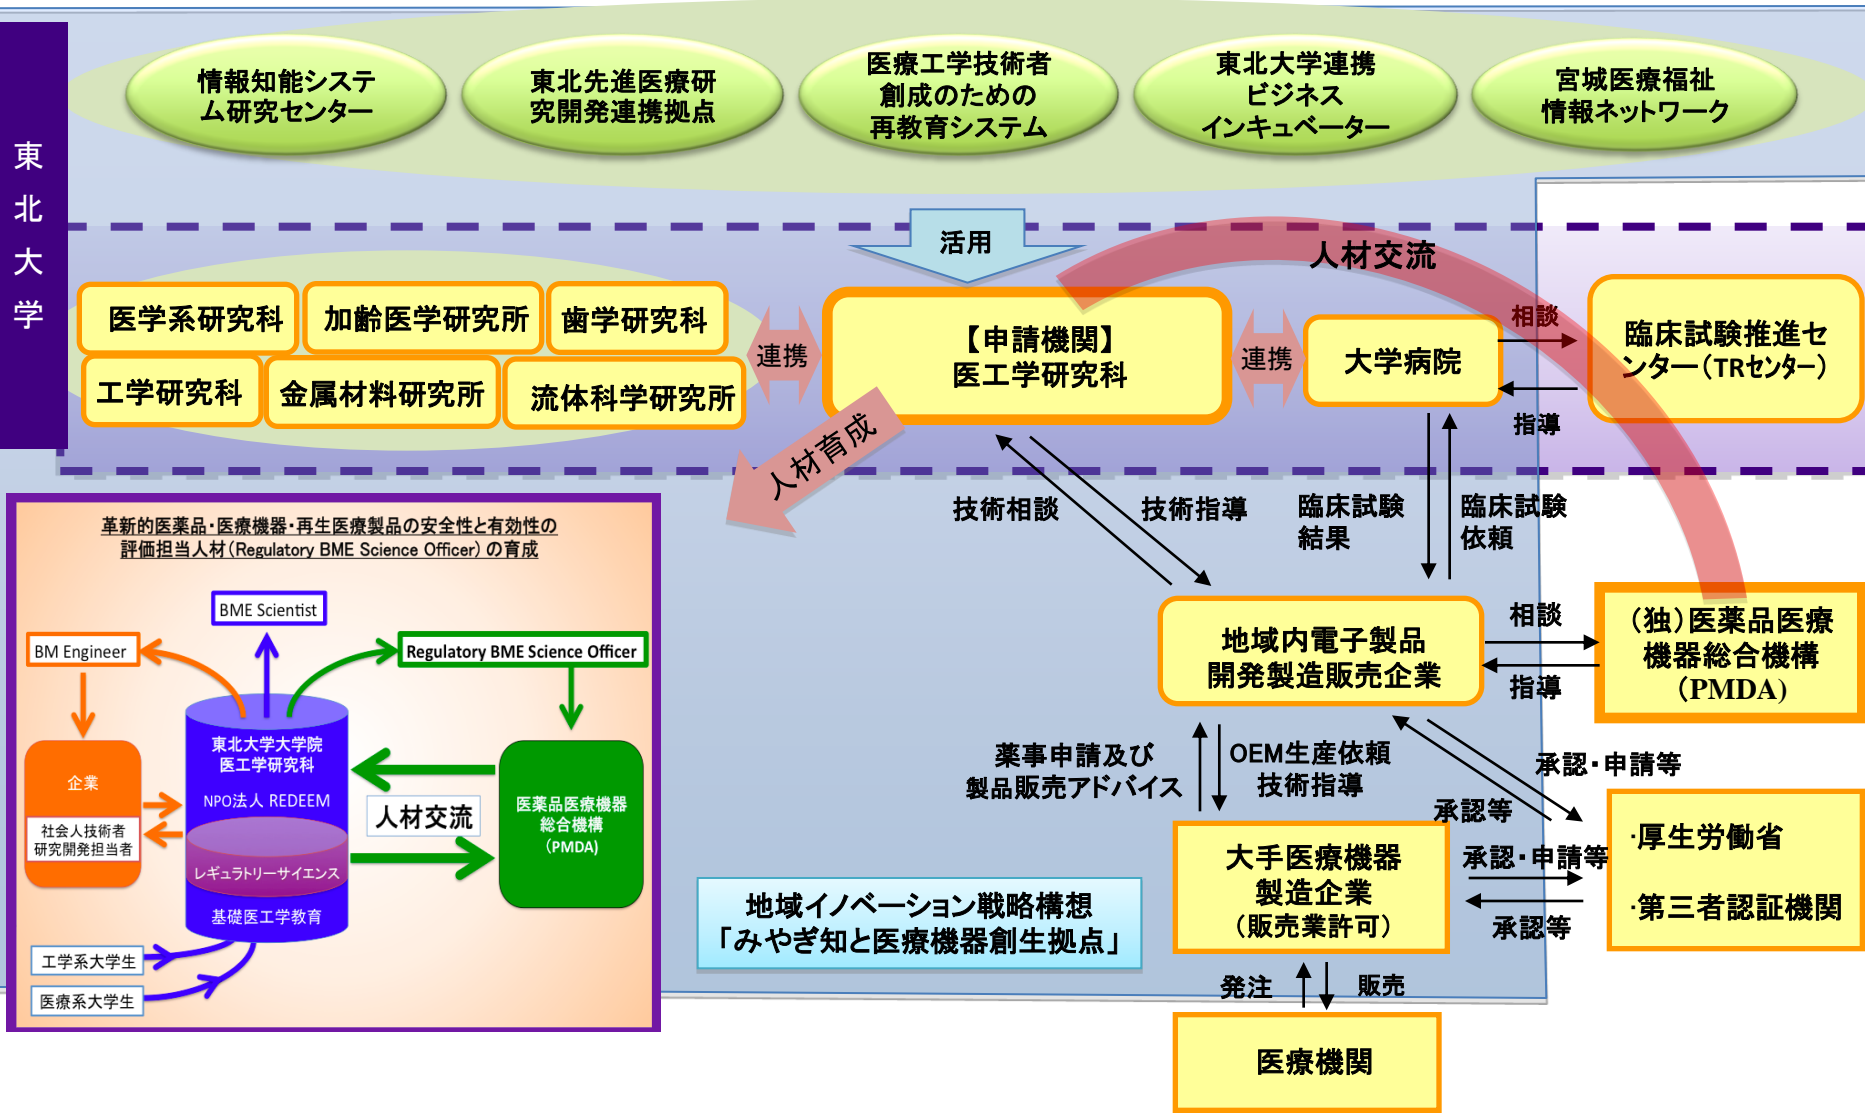 東
北
大
学
情報知能システ
ム研究センター
東北先進医療研
究開発連携拠点
医療工学技術者
創成のための
再教育システム
東北大学連携
ビジネス
インキュベーター
宮城医療福祉
情報ネットワーク
活用
人材交流
医学系研究科
加齢医学研究所
歯学研究科
工学研究科
金属材料研究所
流体科学研究所
連携
【申請機関】
医工学研究科
連携
大学病院
相談
指導
臨床試験推進セ
ンター（TRセンター）
人材育成
技術相談
技術指導
臨床試験
結果
臨床試験
依頼
地域内電子製品
開発製造販売企業
相談
指導
（独）医薬品医療
機器総合機構
（PMDA）
薬事申請及び
製品販売アドバイス
OEM生産依頼
技術指導
承認・申請等
承認等
大手医療機器
製造企業
（販売業許可）
承認・申請等
承認等
・厚生労働省
・第三者認証機関
地域イノベーション戦略構想
「みやぎ知と医療機器創生拠点」
発注
販売
医療機関
革新的医薬品・医療機器・再生医療製品の安全性と有効性の
評価担当人材（Regulatory BME Science Officer）の育成
BME Scientist
BM Engineer
Regulatory BME Science Officer
企業
社会人技術者
研究開発担当者
東北大学大学院
医工学研究科
NPO法人 REDEEM
レギュラトリーサイエンス
基礎医工学教育
人材交流
医薬品医療機器
総合機構
（PMDA）
工学系大学生
医療系大学生